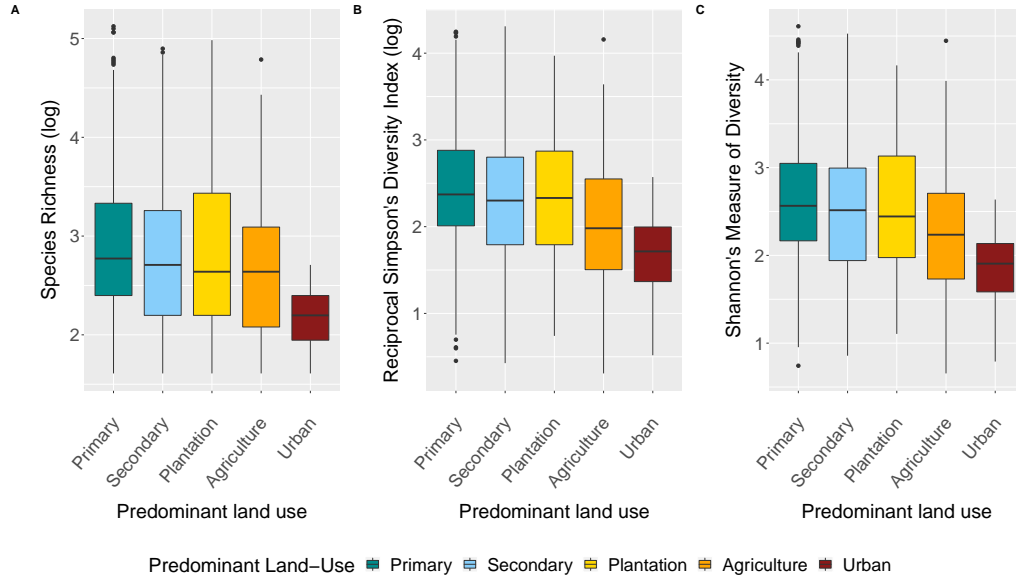 A
B
C
Species Richness (log)
5
4
3
2
Primary
Secondary
Plantation
Agriculture
Urban
Predominant land use
Reciprocal Simpson's Diversity Index (log)
4
3
2
1
Primary
Secondary
Plantation
Agriculture
Urban
Predominant land use
Shannon's Measure of Diversity
4
3
2
1
Primary
Secondary
Plantation
Agriculture
Urban
Predominant land use
Predominant Land−Use Primary Secondary Plantation Agriculture Urban